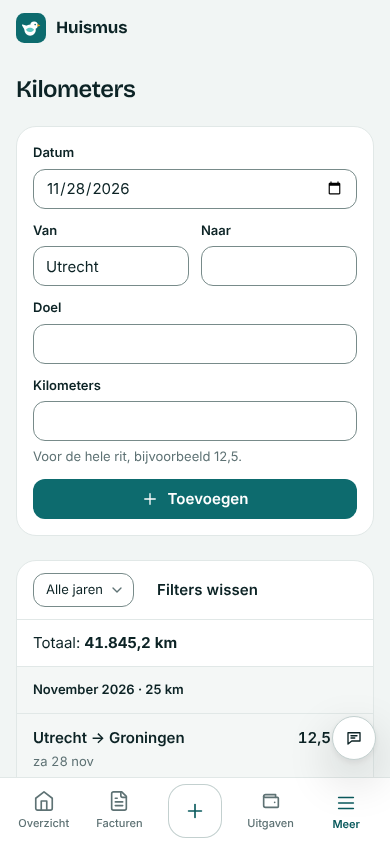 Huismus
Kilometers
Datum
11/28/2026
Van
Naar
Utrecht
Doel
Kilometers
Voor de hele rit, bijvoorbeeld 12,5.
Toevoegen
Alle jaren
Filters wissen
Totaal: 41.845,2 km
November 2026 · 25 km
Utrecht → Groningen
12,5
za 28 nov
Overzicht
Facturen
Uitgaven
Meer